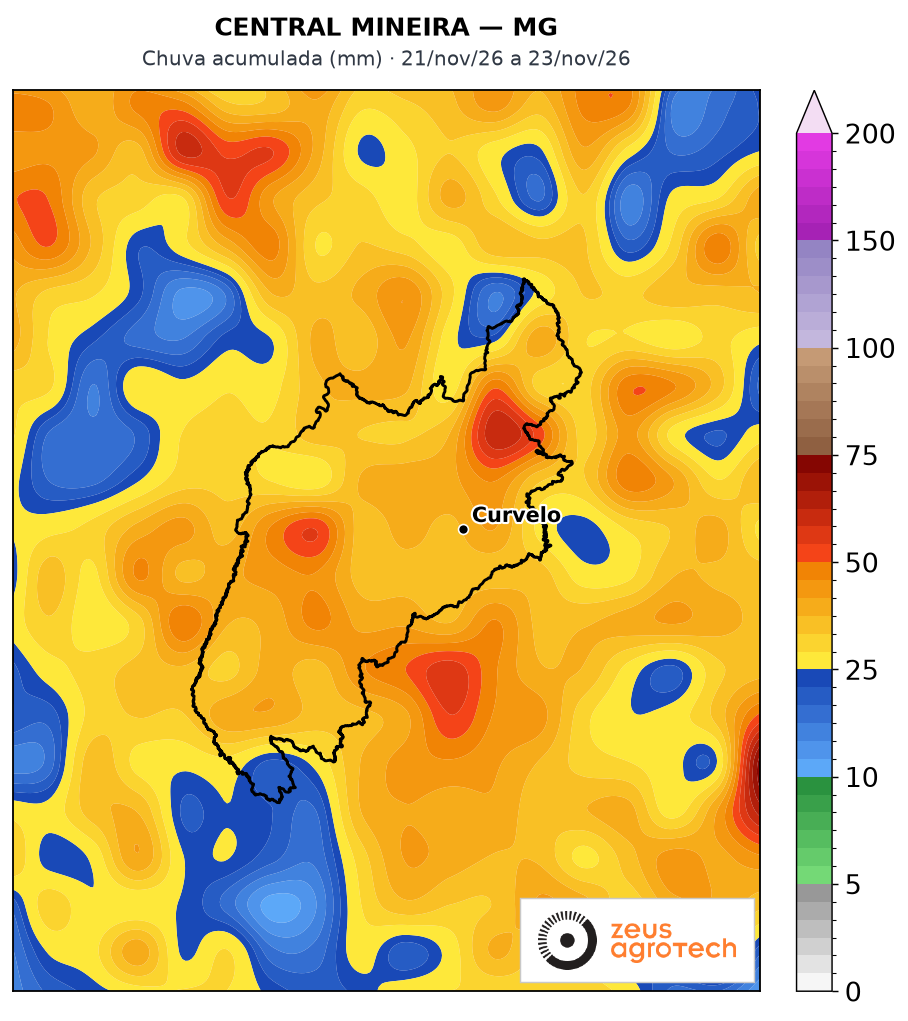 CENTRAL MINEIRA — MG
Chuva acumulada (mm) · 21/nov/26 a 23/nov/26
200
150
100
75
50
25
10
5
0
Curvelo
zeus
agrotech